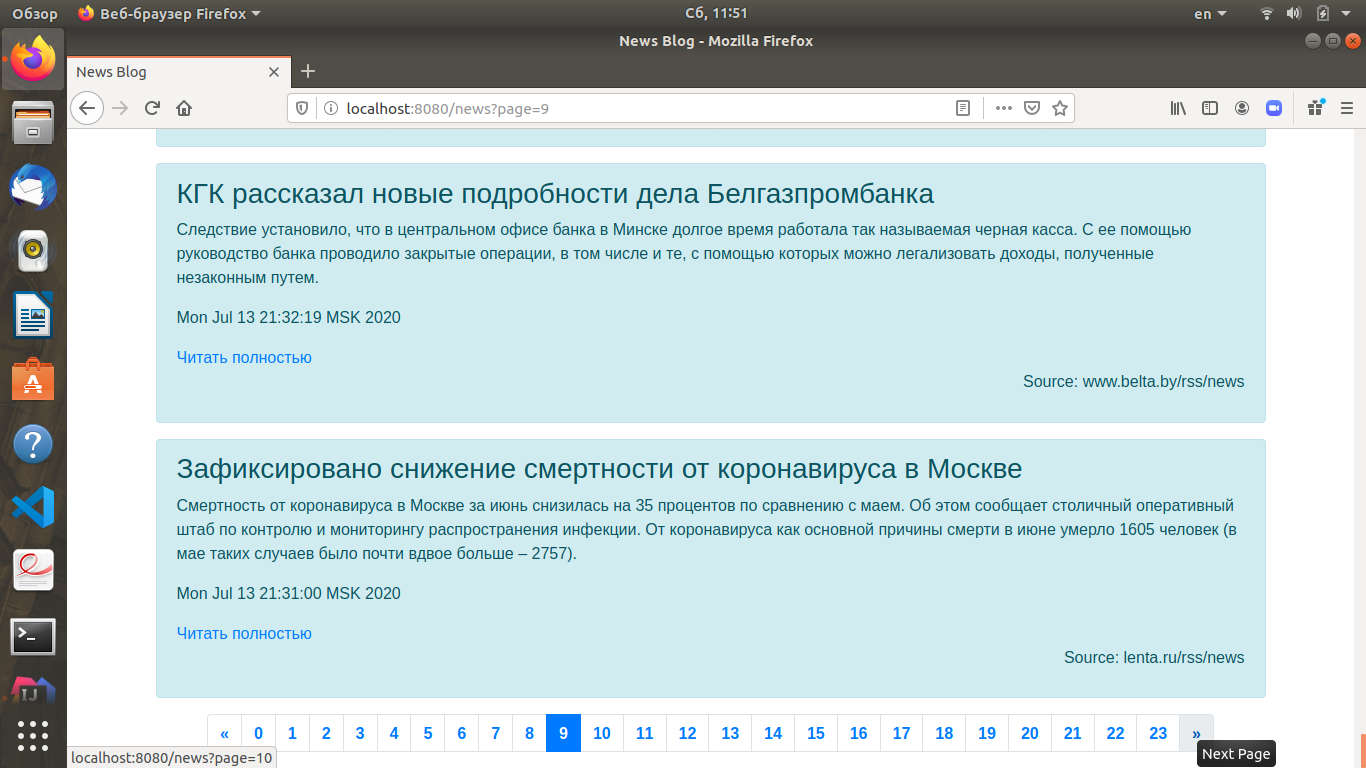 Обзор Веб-браузер Firefox Сб, 11:51 en
News Blog - Mozilla Firefox
News Blog
localhost:8080/news?page=9
КГК рассказал новые подробности дела Белгазпромбанка
Следствие установило, что в центральном офисе банка в Минске долгое время работала так называемая черная касса. С ее помощью
руководство банка проводило закрытые операции, в том числе и те, с помощью которых можно легализовать доходы, полученные
незаконным путем.
Mon Jul 13 21:32:19 MSK 2020
Читать полностью
Source: www.belta.by/rss/news
Зафиксировано снижение смертности от коронавируса в Москве
Смертность от коронавируса в Москве за июнь снизилась на 35 процентов по сравнению с маем. Об этом сообщает столичный оперативный
штаб по контролю и мониторингу распространения инфекции. От коронавируса как основной причины смерти в июне умерло 1605 человек (в
мае таких случаев было почти вдвое больше – 2757).
Mon Jul 13 21:31:00 MSK 2020
Читать полностью
Source: lenta.ru/rss/news
« 0 1 2 3 4 5 6 7 8 9 10 11 12 13 14 15 16 17 18 19 20 21 22 23 »
localhost:8080/news?page=10
Next Page
IJ